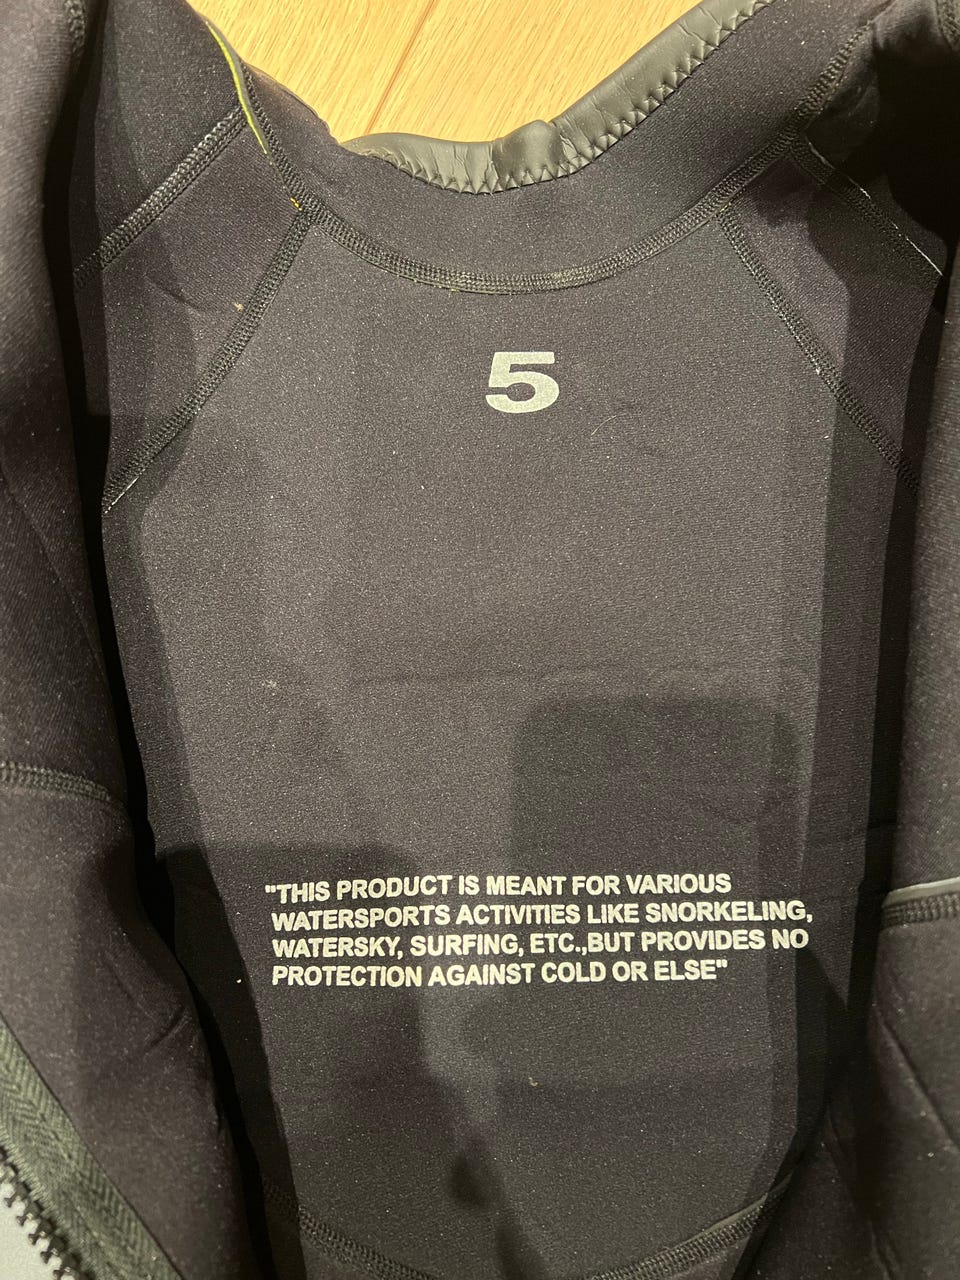 5
"THIS PRODUCT IS MEANT FOR VARIOUS
WATERSPORTS ACTIVITIES LIKE SNORKELING,
WATERSKY, SURFING, ETC.,BUT PROVIDES NO
PROTECTION AGAINST COLD OR ELSE"